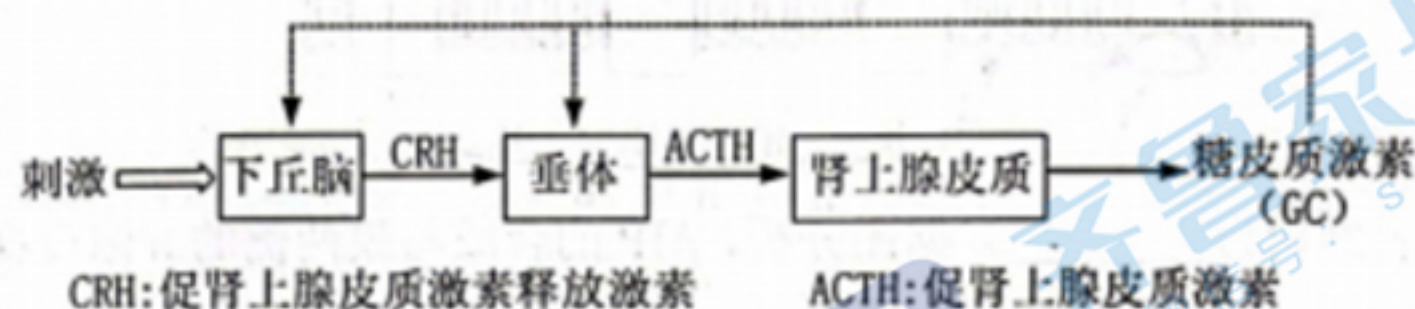 刺激 下丘脑 CRH 垂体 ACTH 肾上腺皮质 糖皮质激素
(GC)
CRH:促肾上腺皮质激素释放激素 ACTH:促肾上腺皮质激素